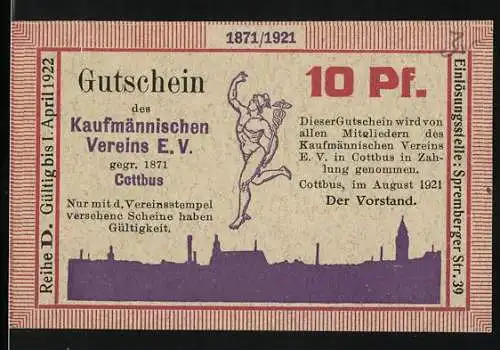 1871/1921
Gutschein
des
Kaufmännischen
Vereins E. V.
gegr. 1871
Cottbus
Nur mit d. Vereinsstempel
versehene Scheine haben
Gültigkeit.
10 Pf.
Dieser Gutschein wird von
allen Mitgliedern des
Kaufmännischen Vereins
E. V. in Cottbus in Zah-
lung genommen.
Cottbus, im August 1921
Der Vorstand.
Reihe D. Gültig bis 1. April 1922
Einlösungsstelle: Spremberger Str. 39